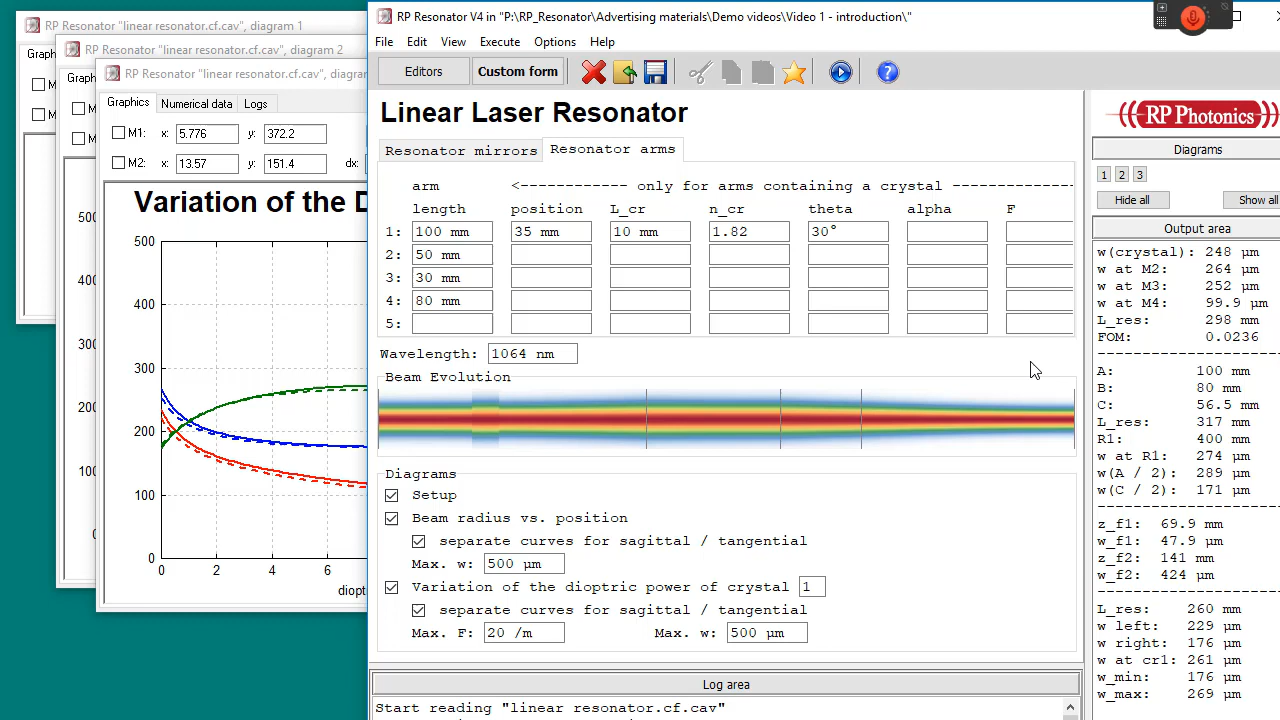 RP Resonator "linear resonator.cf.cav", diagram 1
RP Resonator "linear resonator.cf.cav", diagram 2
RP Resonator "linear resonator.cf.cav", diagra
Graphics Numerical data Logs
M1: x: 5.776 y: 372.2
M2: x: 13.57 y: 151.4 dx:
Variation of the D
500
400
300
200
100
0
0 2 4 6
diopt
RP Resonator V4 in "P:\RP_Resonator\Advertising materials\Demo videos\Video 1 - introduction\"
File Edit View Execute Options Help
Editors Custom form
Linear Laser Resonator
Resonator mirrors Resonator arms
arm <------------ only for arms containing a crystal ------------
length position L_cr n_cr theta alpha F
1: 100 mm 35 mm 10 mm 1.82 30°
2: 50 mm
3: 30 mm
4: 80 mm
5:
Wavelength: 1064 nm
Beam Evolution
Diagrams
Setup
Beam radius vs. position
separate curves for sagittal / tangential
Max. w: 500 µm
Variation of the dioptric power of crystal 1
separate curves for sagittal / tangential
Max. F: 20 /m Max. w: 500 µm
Log area
Start reading "linear resonator.cf.cav"
RP Photonics
Diagrams
1 2 3
Hide all Show all
Output area
w(crystal): 248 µm
w at M2: 264 µm
w at M3: 252 µm
w at M4: 99.9 µm
L_res: 298 mm
FOM: 0.0236
A: 100 mm
B: 80 mm
C: 56.5 mm
L_res: 317 mm
R1: 400 mm
w at R1: 274 µm
w(A / 2): 289 µm
w(C / 2): 171 µm
z_f1: 69.9 mm
w_f1: 47.9 µm
z_f2: 141 mm
w_f2: 424 µm
L_res: 260 mm
w left: 229 µm
w right: 176 µm
w at cr1: 261 µm
w_min: 176 µm
w_max: 269 µm